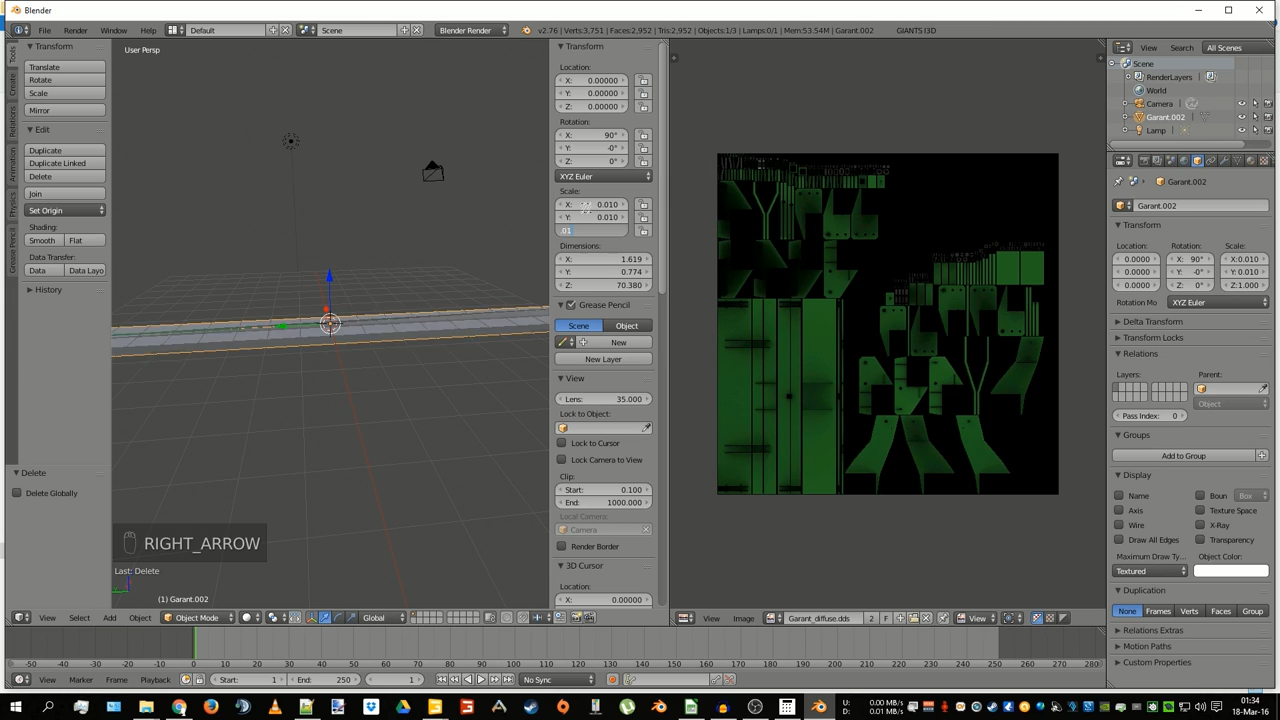 Blender
File
Render
Window
Help
Default
Scene
Blender Render
v2.76 | Verts:3,751 | Faces:2,952 | Tris:2,952 | Objects:1/3 | Lamps:0/1 | Mem:53.54M | Garant.002
GIANTS I3D
Tools
Create
Relations
Animation
Physics
Grease Pencil
Transform
Translate
Rotate
Scale
Mirror
Edit
Duplicate
Duplicate Linked
Delete
Join
Set Origin
Shading:
Smooth
Flat
Data Transfer:
Data
Data Layo
History
Delete
Delete Globally
User Persp
RIGHT_ARROW
Last: Delete
(1) Garant.002
View
Select
Add
Object
Object Mode
Global
Transform
Location:
X: 0.00000
Y: 0.00000
Z: 0.00000
Rotation:
X: 90°
Y: -0°
Z: 0°
XYZ Euler
Scale:
X: 0.010
Y: 0.010
.01
Dimensions:
X: 1.619
Y: 0.774
Z: 70.380
Grease Pencil
Scene
Object
New
New Layer
View
Lens: 35.000
Lock to Object:
Lock to Cursor
Lock Camera to View
Clip:
Start: 0.100
End: 1000.000
Local Camera:
Camera
Render Border
3D Cursor
Location:
X: 0.00000
View
Image
Garant_diffuse.dds
2
F
View
View
Search
All Scenes
Scene
RenderLayers
World
Camera
Garant.002
Lamp
Garant.002
Garant.002
Transform
Location: Rotation: Scale:
0.0000 X: 90° X:0.010
0.0000 Y: -0° Y:0.010
0.0000 Z: 0° Z:1.000
Rotation Mo
XYZ Euler
Delta Transform
Transform Locks
Relations
Layers:
Parent:
Object
Pass Index: 0
Groups
Add to Group
Display
Name
Boun
Box
Axis
Texture Space
Wire
X-Ray
Draw All Edges
Transparency
Maximum Draw Ty...
Object Color:
Textured
Duplication
None
Frames
Verts
Faces
Group
Relations Extras
Motion Paths
Custom Properties
-50 -40 -30 -20 -10 0 10 20 30 40 50 60 70 80 90 100 110 120 130 140 150 160 170 180 190 200 210 220 230 240 250 260 270 280
View
Marker
Frame
Playback
Start: 1
End: 250
1
No Sync
U: 0.00 MB/s
D: 0.01 MB/s
01:34
18-Mar-16